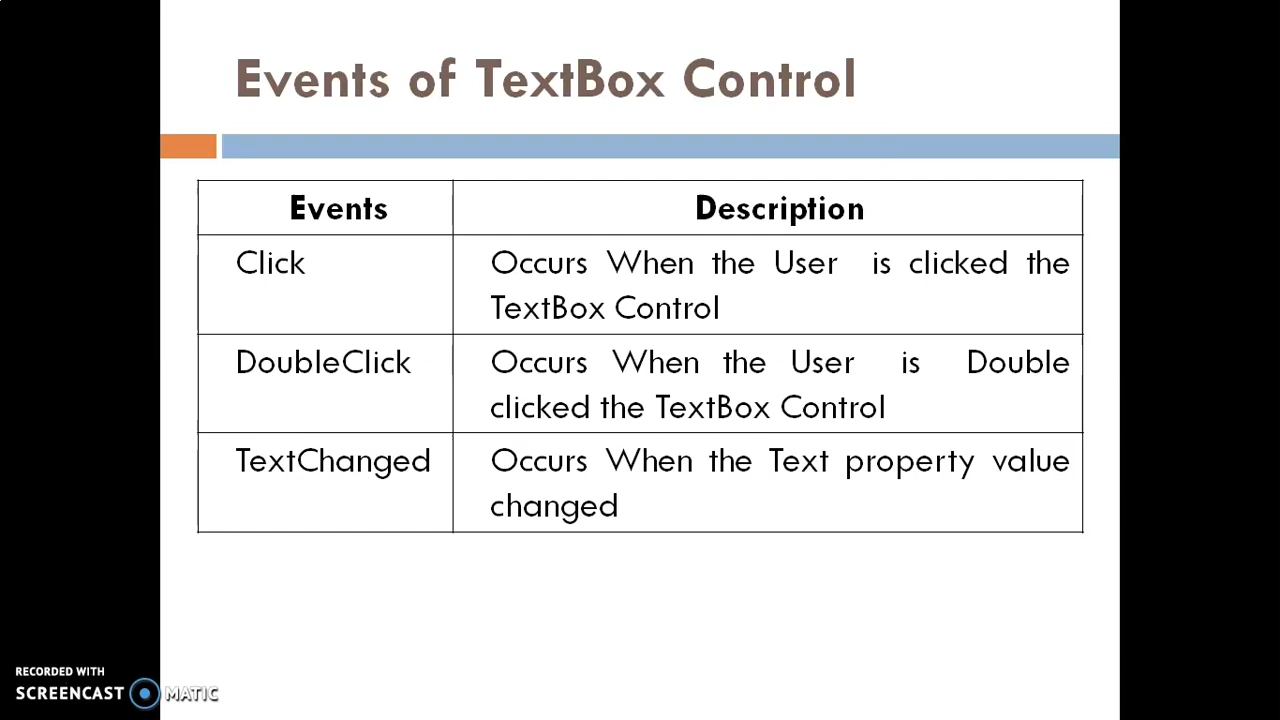 Events of TextBox Control
Events
Description
Click
Occurs When the User is clicked the
TextBox Control
DoubleClick
Occurs When the User is Double
clicked the TextBox Control
TextChanged
Occurs When the Text property value
changed
RECORDED WITH
SCREENCAST MATIC